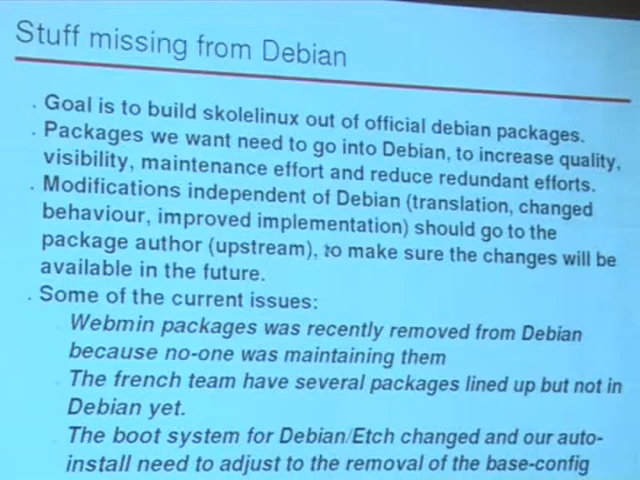 Stuff missing from Debian
. Goal is to build skolelinux out of official debian packages.
. Packages we want need to go into Debian, to increase quality,
visibility, maintenance effort and reduce redundant efforts.
. Modifications independent of Debian (translation, changed
behaviour, improved implementation) should go to the
package author (upstream), to make sure the changes will be
available in the future.
. Some of the current issues:
. Webmin packages was recently removed from Debian
because no-one was maintaining them
. The french team have several packages lined up but not in
Debian yet.
. The boot system for Debian/Etch changed and our auto-
install need to adjust to the removal of the base-config